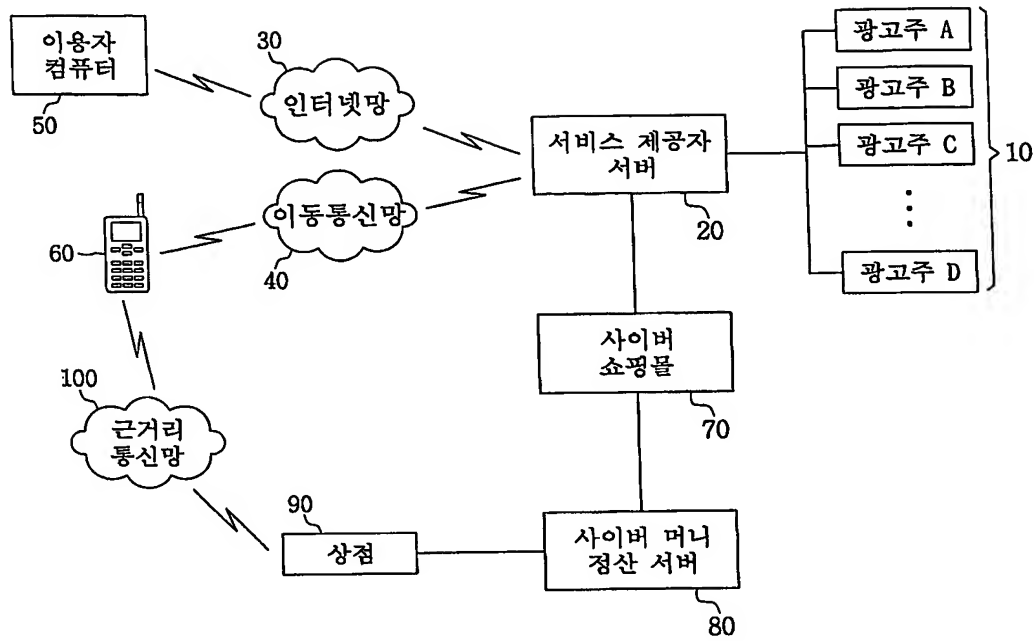 이용자
컴퓨터
50
30
인터넷망
서비스 제공자
서버
20
광고주 A
광고주 B
광고주 C
광고주 D
10
이동통신망
40
60
사이버
쇼핑몰
70
100
근거리
통신망
90
상점
사이버 머니
정산 서버
80